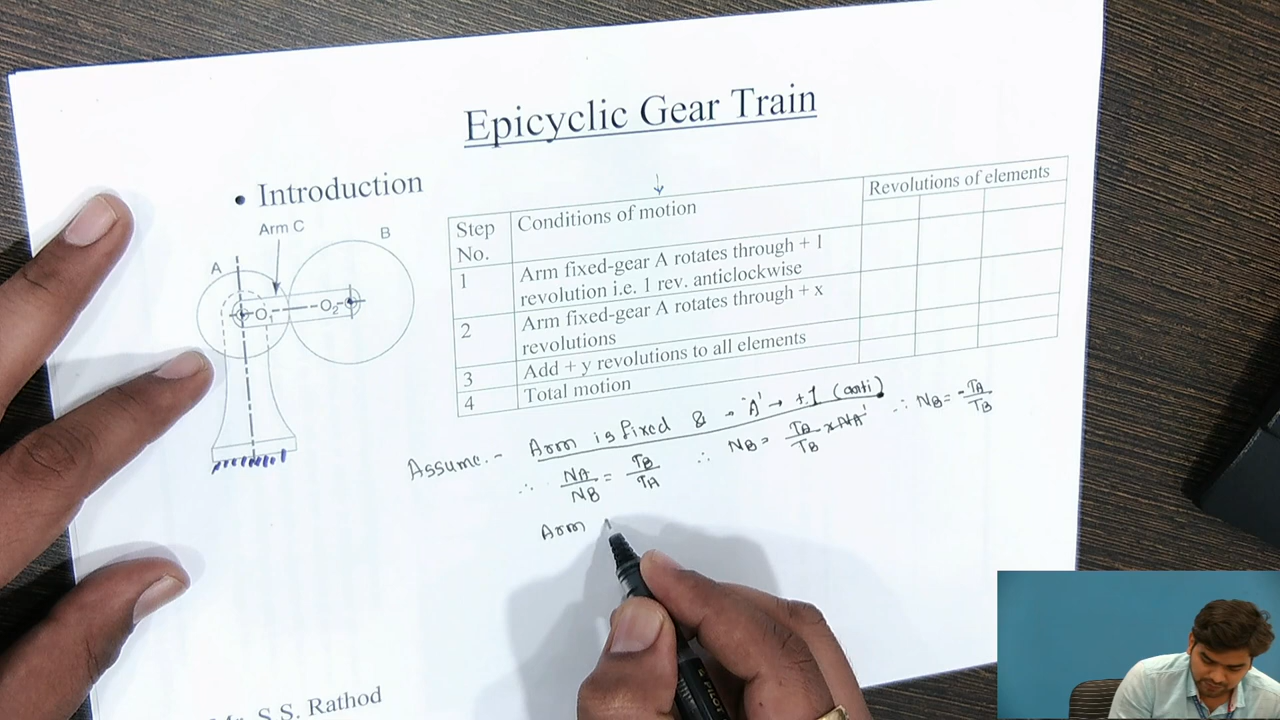 Epicyclic Gear Train
• Introduction
Arm C
A
B
O1
O2
Step No.
Conditions of motion
Revolutions of elements
1
Arm fixed-gear A rotates through + 1
revolution i.e. 1 rev. anticlockwise
2
Arm fixed-gear A rotates through + x
revolutions
3
Add + y revolutions to all elements
4
Total motion
Assume:- Arm is fixed & → 'A' → +1 (anti)
∴ NA/NB = TB/TA ∴ NB = TA/TB × NA ∴ NB = -TA/TB
Arm
S.S. Rathod
PILOT